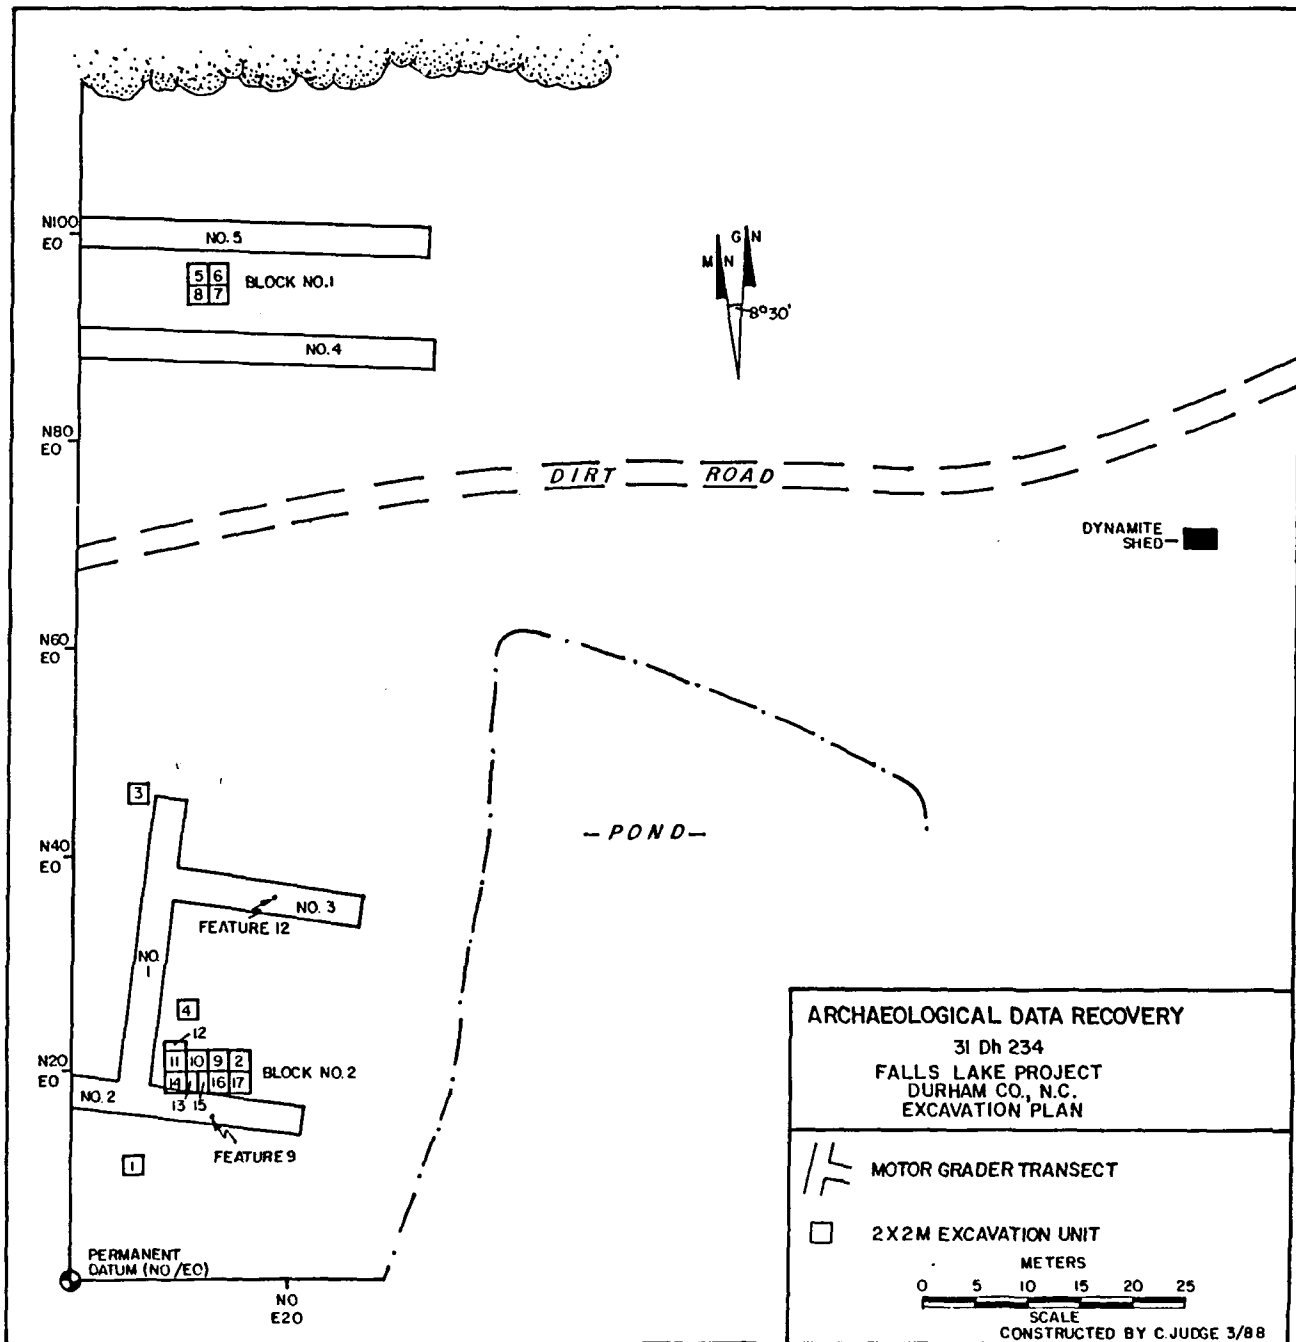 N100
E0
NO. 5
5 6
8 7
BLOCK NO. 1
NO. 4
G N
M N
8°30'
N80
E0
DIRT ROAD
DYNAMITE
SHED
N60
E0
3
N40
E0
- POND -
NO. 3
FEATURE 12
NO.
1
4
12
N20
E0
11 10 9 2
14 16 17
BLOCK NO. 2
13 15
NO. 2
FEATURE 9
1
PERMANENT
DATUM (N0/E0)
N0
E20
ARCHAEOLOGICAL DATA RECOVERY
31 Dh 234
FALLS LAKE PROJECT
DURHAM CO., N.C.
EXCAVATION PLAN
MOTOR GRADER TRANSECT
2X2M EXCAVATION UNIT
METERS
0 5 10 15 20 25
SCALE
CONSTRUCTED BY C. JUDGE 3/88